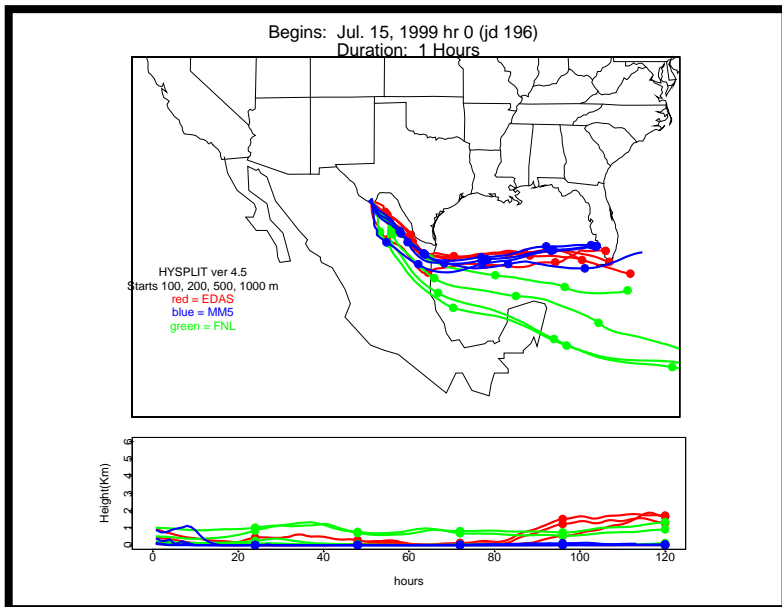 Begins: Jul. 15, 1999 hr 0 (jd 196)
Duration: 1 Hours
HYSPLIT ver 4.5
Starts 100, 200, 500, 1000 m
red = EDAS
blue = MM5
green = FNL
Height(Km)
6
5
4
3
2
1
0
0 20 40 60 80 100 120
hours